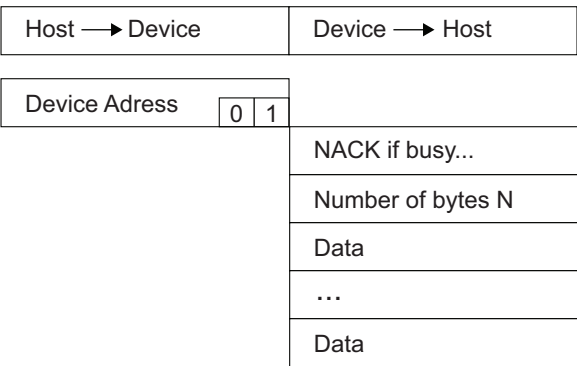 Host → Device
Device → Host
Device Adress 0 1
NACK if busy...
Number of bytes N
Data
...
Data